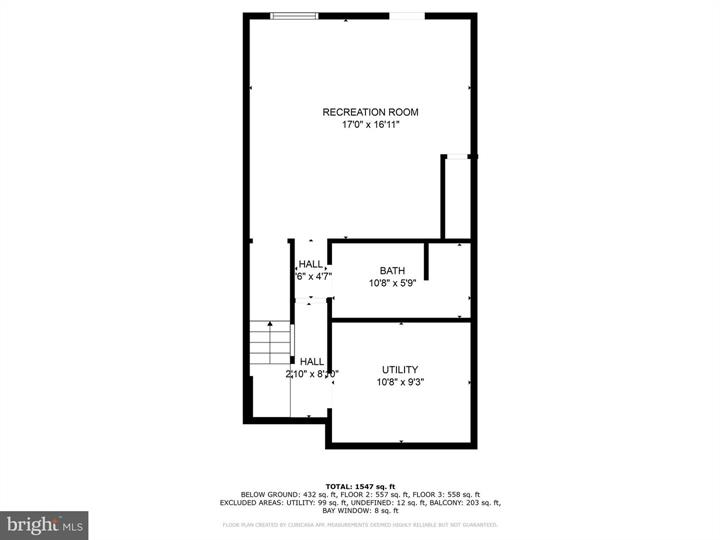 RECREATION ROOM
17'0" x 16'11"
HALL
'6" x 4'7"
BATH
10'8" x 5'9"
HALL
2'10" x 8'10"
UTILITY
10'8" x 9'3"
TOTAL: 1547 sq. ft
BELOW GROUND: 432 sq. ft, FLOOR 2: 557 sq. ft, FLOOR 3: 558 sq. ft
EXCLUDED AREAS: UTILITY: 99 sq. ft, UNDEFINED: 12 sq. ft, BALCONY: 203 sq. ft,
BAY WINDOW: 8 sq. ft
FLOOR PLAN CREATED BY CUBICASA APP. MEASUREMENTS DEEMED HIGHLY RELIABLE BUT NOT GUARANTEED.
bright MLS